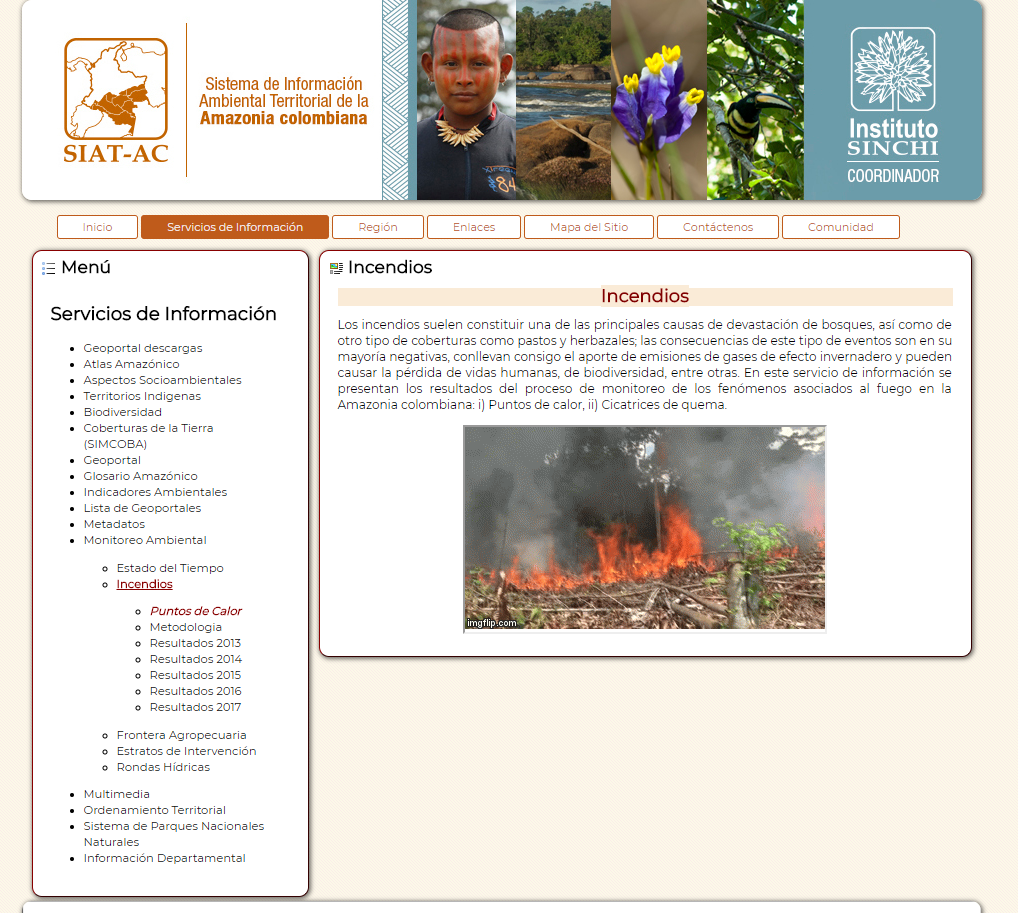 SIAT-AC
Sistema de Información
Ambiental Territorial de la
Amazonia colombiana
84
Instituto
SINCHI
COORDINADOR
Inicio
Servicios de Información
Región
Enlaces
Mapa del Sitio
Contáctenos
Comunidad
Menú
Servicios de Información
Geoportal descargas
Atlas Amazónico
Aspectos Socioambientales
Territorios Indigenas
Biodiversidad
Coberturas de la Tierra
(SIMCOBA)
Geoportal
Glosario Amazónico
Indicadores Ambientales
Lista de Geoportales
Metadatos
Monitoreo Ambiental
Estado del Tiempo
Incendios
Puntos de Calor
Metodologia
Resultados 2013
Resultados 2014
Resultados 2015
Resultados 2016
Resultados 2017
Frontera Agropecuaria
Estratos de Intervención
Rondas Hídricas
Multimedia
Ordenamiento Territorial
Sistema de Parques Nacionales
Naturales
Información Departamental
Incendios
Incendios
Los incendios suelen constituir una de las principales causas de devastación de bosques, así como de
otro tipo de coberturas como pastos y herbazales; las consecuencias de este tipo de eventos son en su
mayoría negativas, conllevan consigo el aporte de emisiones de gases de efecto invernadero y pueden
causar la pérdida de vidas humanas, de biodiversidad, entre otras. En este servicio de información se
presentan los resultados del proceso de monitoreo de los fenómenos asociados al fuego en la
Amazonia colombiana: i) Puntos de calor, ii) Cicatrices de quema.
imgflip.com